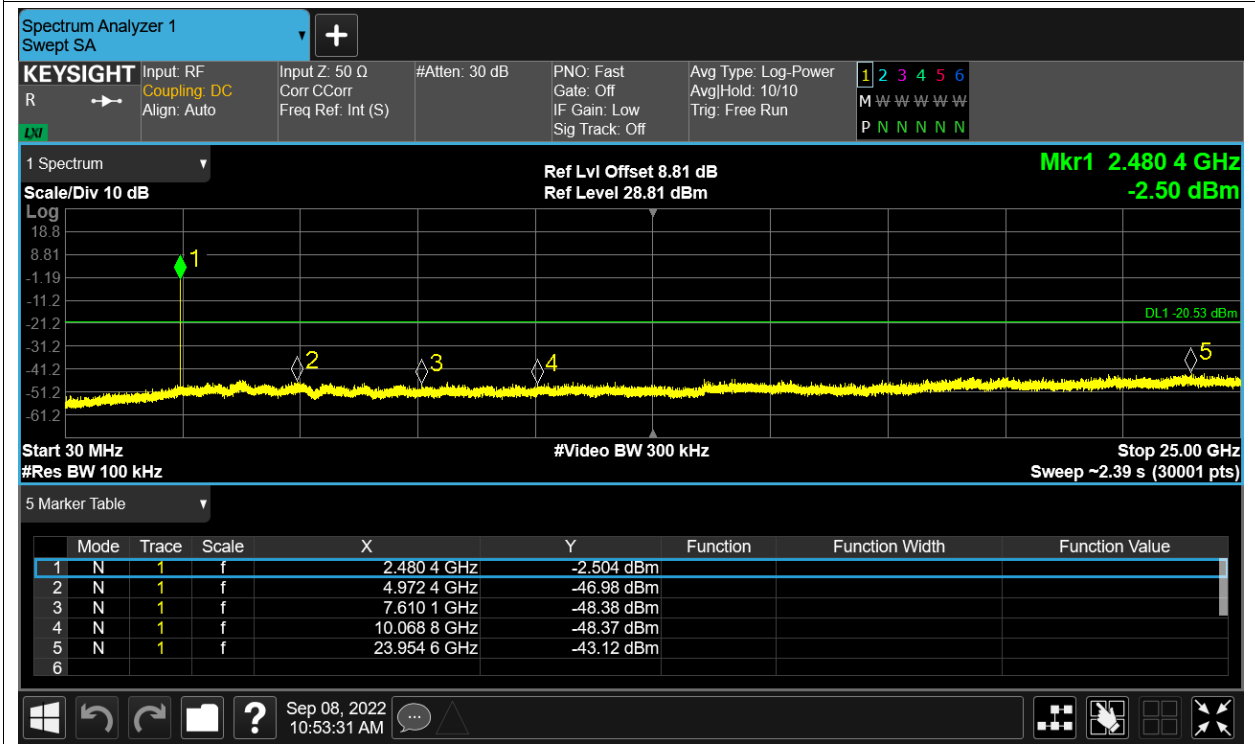 Spectrum Analyzer 1
Swept SA
+
KEYSIGHT
R
LXI
Input: RF
Coupling: DC
Align: Auto
Input Z: 50 Ω
Corr CCorr
Freq Ref: Int (S)
#Atten: 30 dB
PNO: Fast
Gate: Off
IF Gain: Low
Sig Track: Off
Avg Type: Log-Power
Avg|Hold: 10/10
Trig: Free Run
1 2 3 4 5 6
M W W W W W
P N N N N N
1 Spectrum
Scale/Div 10 dB
Ref Lvl Offset 8.81 dB
Ref Level 28.81 dBm
Mkr1 2.480 4 GHz
-2.50 dBm
Log
18.8
8.81
-1.19
-11.2
-21.2
-31.2
-41.2
-51.2
-61.2
1
2
3
4
5
DL1 -20.53 dBm
Start 30 MHz
#Video BW 300 kHz
Stop 25.00 GHz
#Res BW 100 kHz
Sweep ~2.39 s (30001 pts)
5 Marker Table
Mode Trace Scale X Y Function Function Width Function Value
1 N 1 f 2.480 4 GHz -2.504 dBm
2 N 1 f 4.972 4 GHz -46.98 dBm
3 N 1 f 7.610 1 GHz -48.38 dBm
4 N 1 f 10.068 8 GHz -48.37 dBm
5 N 1 f 23.954 6 GHz -43.12 dBm
6
?
Sep 08, 2022
10:53:31 AM